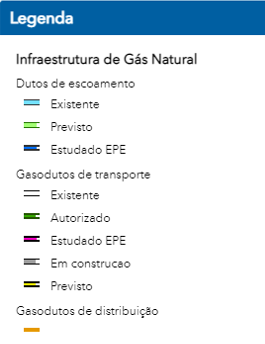 Legenda
Infraestrutura de Gás Natural
Dutos de escoamento
Existente
Previsto
Estudado EPE
Gasodutos de transporte
Existente
Autorizado
Estudado EPE
Em construcao
Previsto
Gasodutos de distribuição